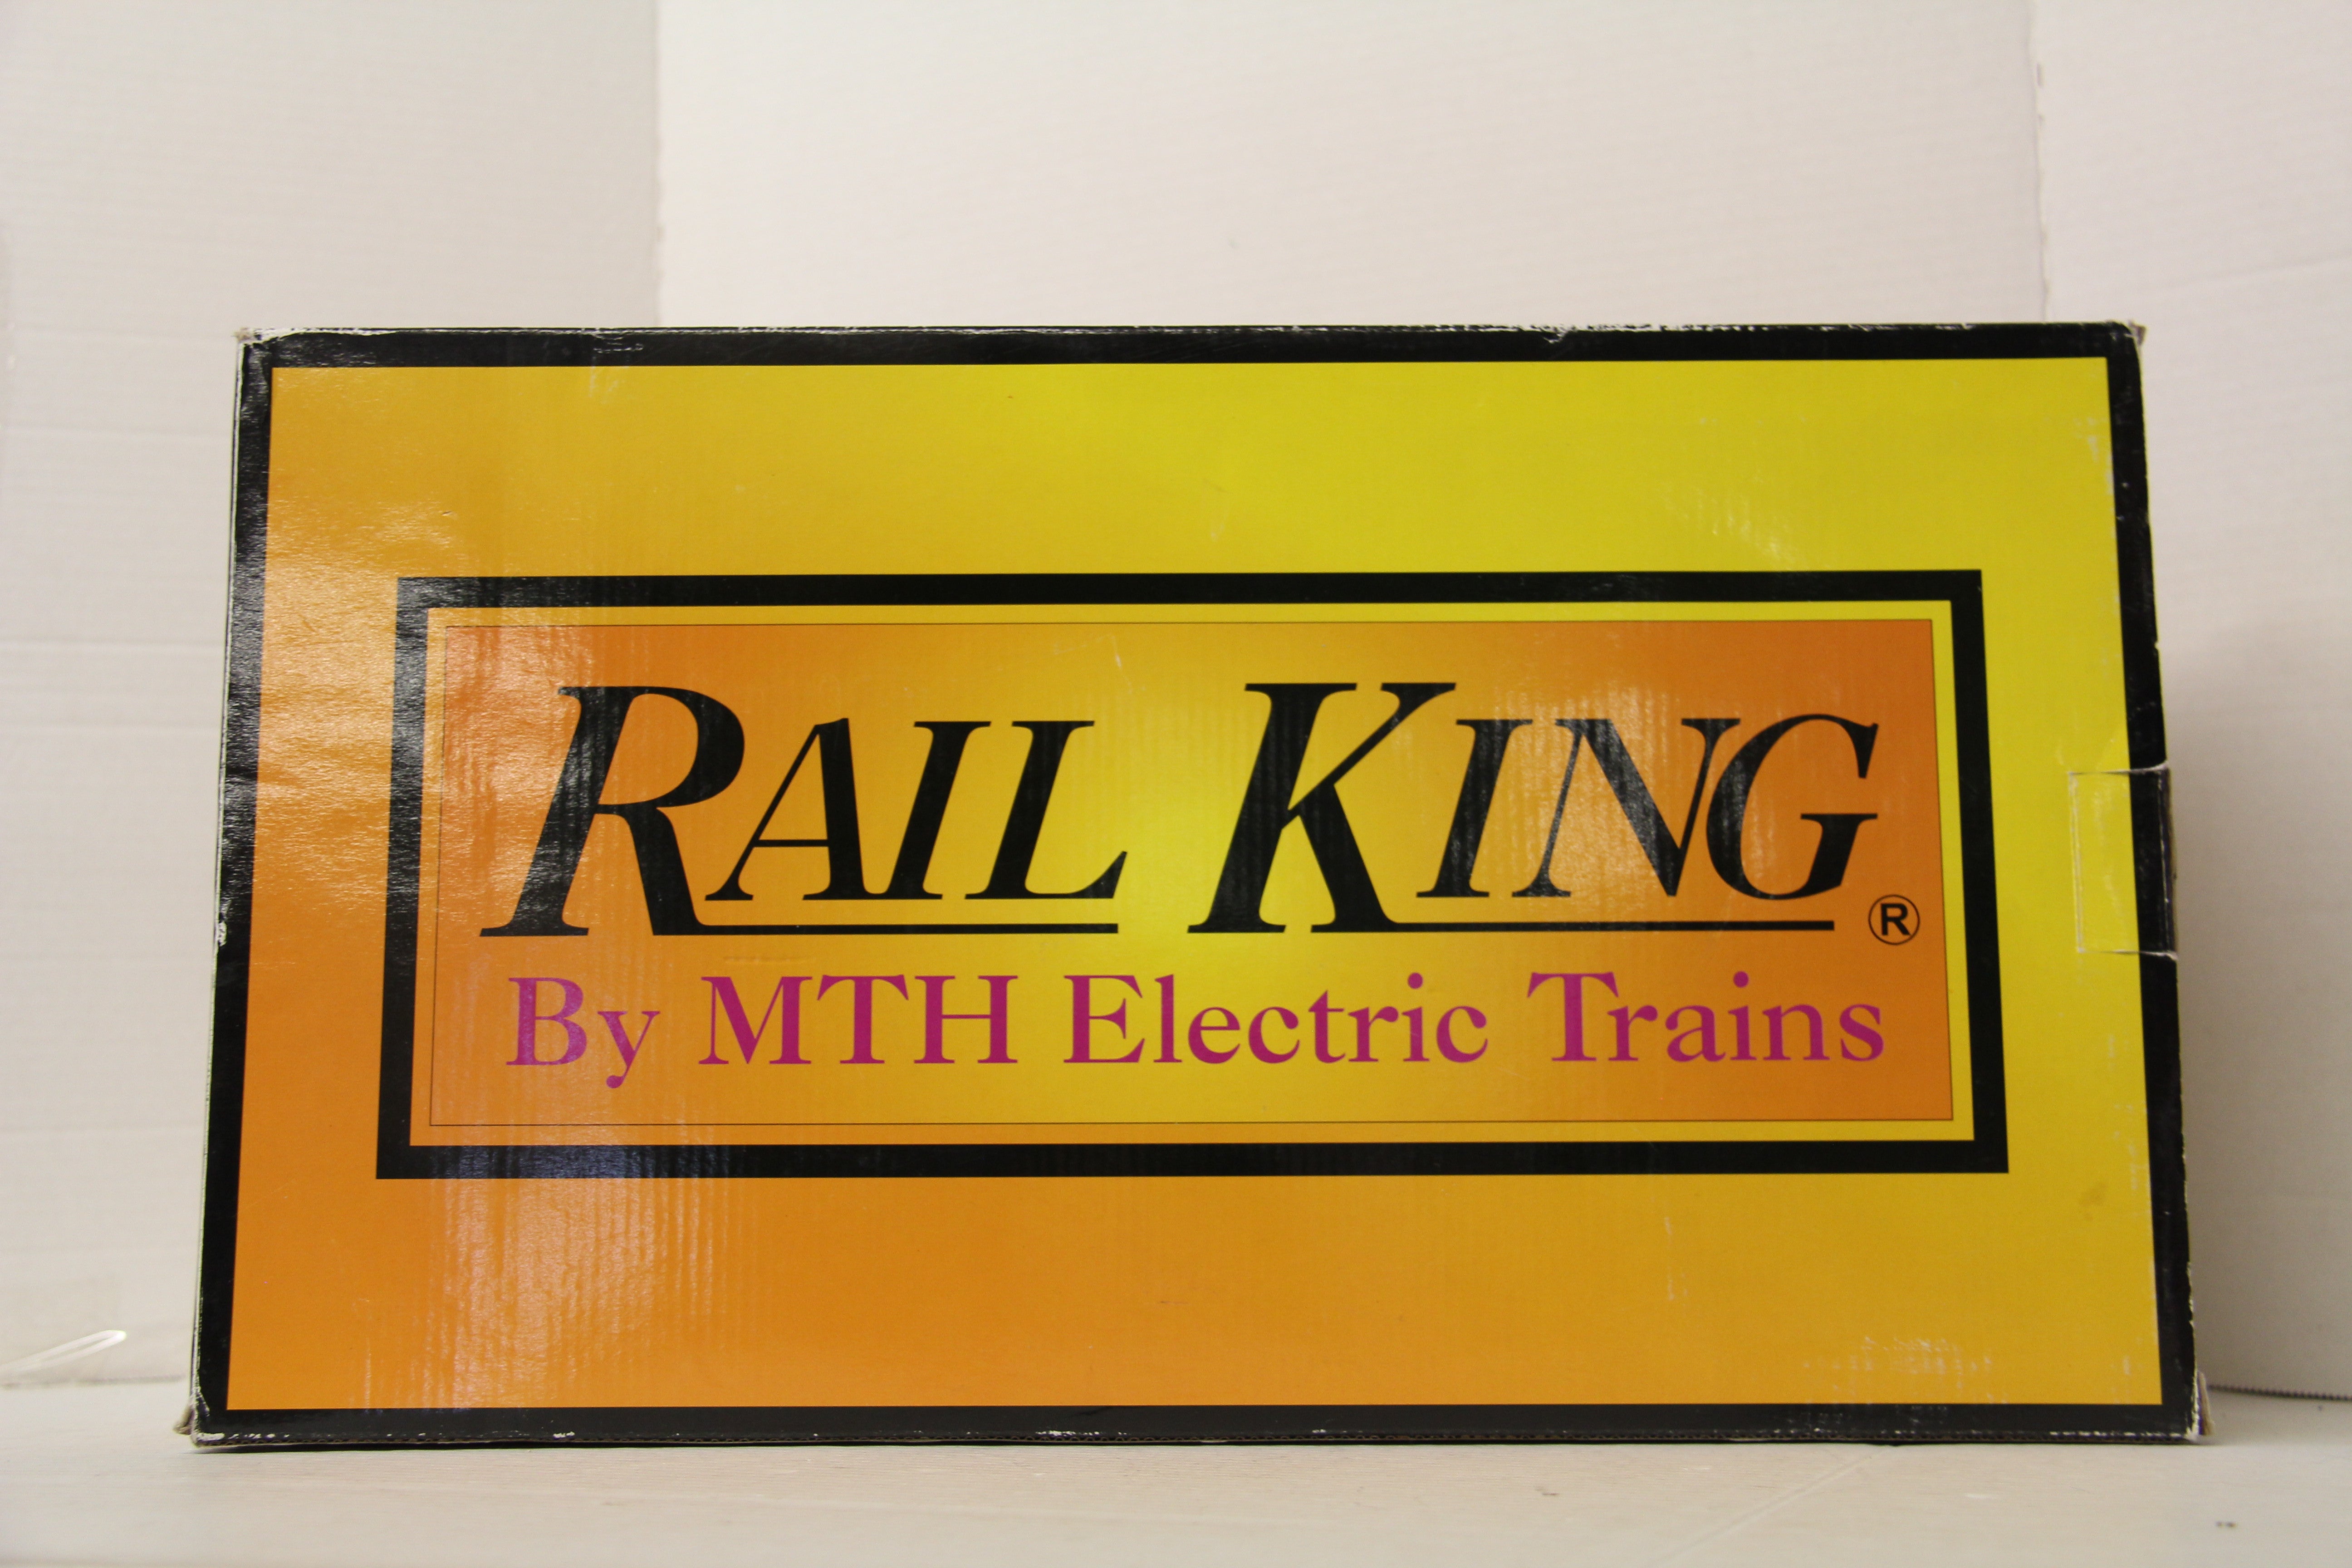 RAIL KING®
By MTH Electric Trains